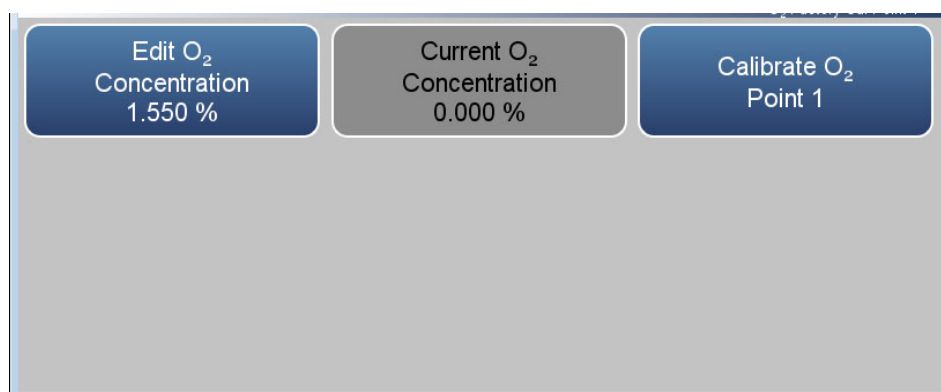 Edit O₂
Concentration
1.550 %
Current O₂
Concentration
0.000 %
Calibrate O₂
Point 1